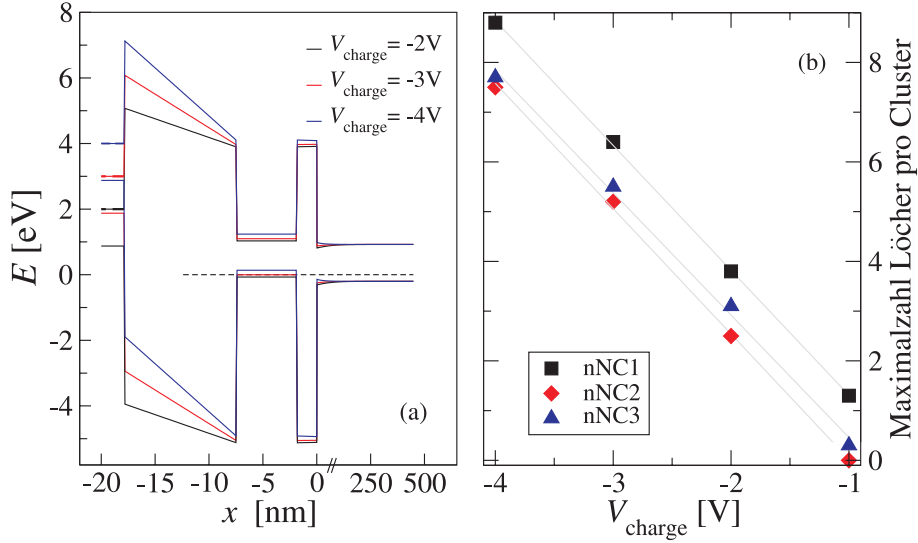 8
6
4
2
0
-2
-4
E [eV]
-20
-15
-10
-5
0
250
500
x [nm]
V_charge= -2V
V_charge= -3V
V_charge= -4V
(a)
(b)
nNC1
nNC2
nNC3
-4
-3
-2
-1
V_charge [V]
8
6
4
2
0
Maximalzahl Löcher pro Cluster